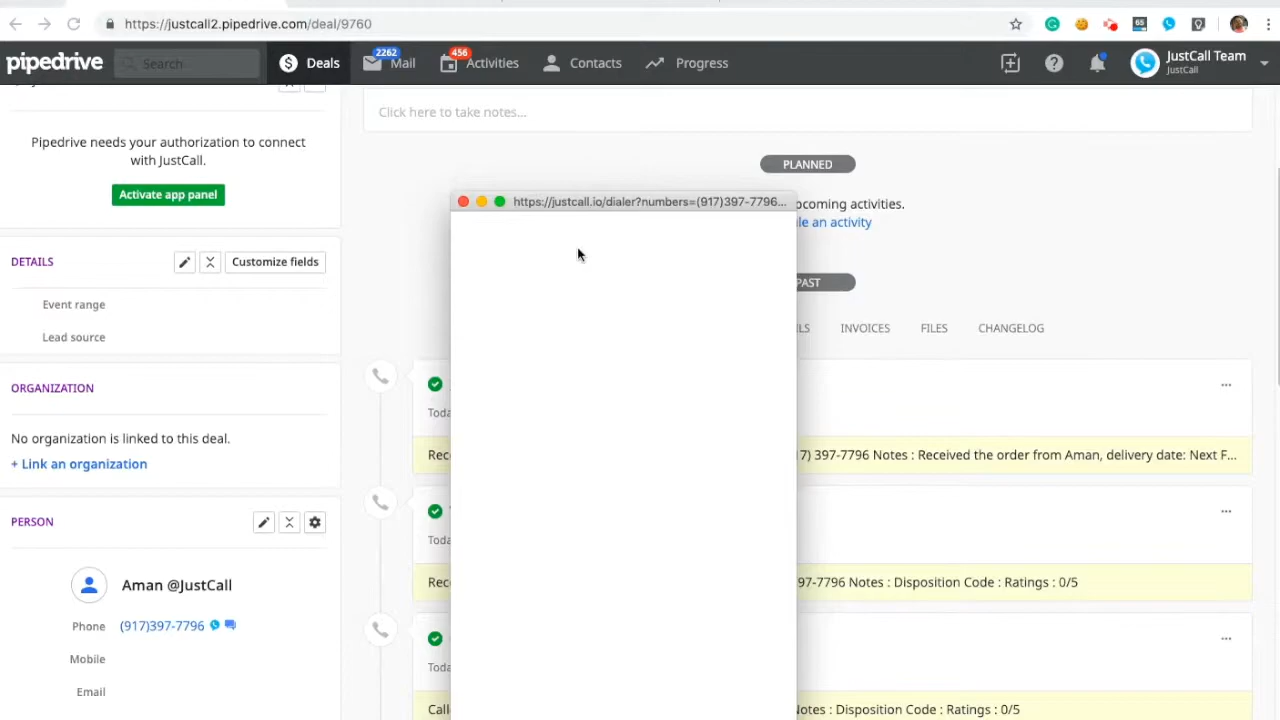 https://justcall2.pipedrive.com/deal/9760
65
pipedrive
Search...
Deals
2262
Mail
456
Activities
Contacts
Progress
JustCall Team
JustCall
Click here to take notes...
Pipedrive needs your authorization to connect
with JustCall.
Activate app panel
PLANNED
https://justcall.io/dialer?numbers=(917)397-7796...
pcoming activities.
le an activity
DETAILS
Customize fields
Event range
PAST
Lead source
LS
INVOICES
FILES
CHANGELOG
ORGANIZATION
Toda
No organization is linked to this deal.
Rec
17) 397-7796 Notes : Received the order from Aman, delivery date: Next F...
+ Link an organization
PERSON
Toda
Rec
97-7796 Notes : Disposition Code : Ratings : 0/5
Aman @JustCall
Phone
(917)397-7796
Mobile
Toda
Email
Call
Notes : Disposition Code : Ratings : 0/5